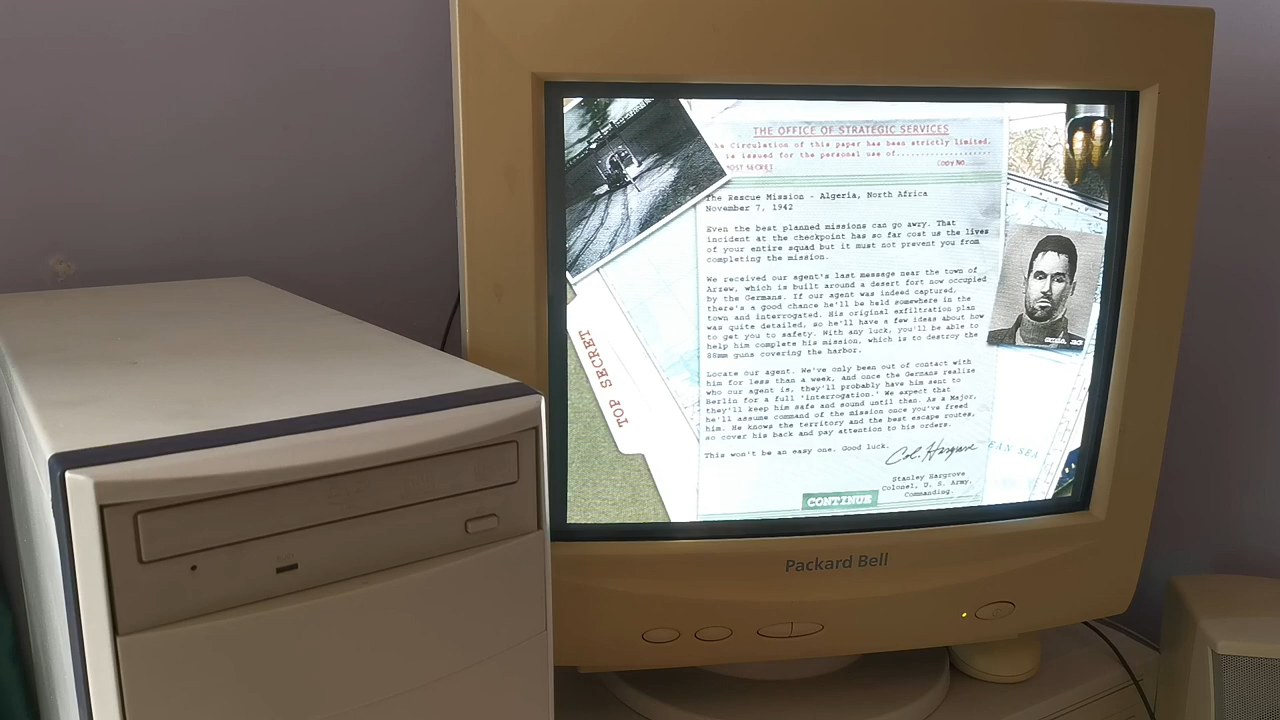 THE OFFICE OF STRATEGIC SERVICES
he Circulation of this paper has been strictly limited.
is issued for the personal use of
MOST SECRET
Copy No.
The Rescue Mission - Algeria, North Africa
November 7, 1942
Even the best planned missions can go awry. That
incident at the checkpoint has so far cost us the lives
of your entire squad but it must not prevent you from
completing the mission.
We received our agent's last message near the town of
Arzew, which is built around a desert fort now occupied
by the Germans. If our agent was indeed captured,
there's a good chance he'll be held somewhere in the
town and interrogated. His original exfiltration plan
was quite detailed, so he'll have a few ideas about how
to get you to safety. With any luck, you'll be able to
help him complete his mission, which is to destroy the
88mm guns covering the harbor.
Locate our agent. We've only been out of contact with
him for less than a week, and once the Germans realize
who our agent is, they'll probably have him sent to
Berlin for a full 'interrogation.' We expect that
they'll keep him safe and sound until then. As a Major,
he'll assume command of the mission once you've freed
him. He knows the territory and the best escape routes,
so cover his back and pay attention to his orders.
This won't be an easy one. Good luck.
Col. Hargrove
Stanley Hargrove
Colonel, U. S. Army,
Commanding.
CONTINUE
TOP SECRET
EAN SEA
Packard Bell